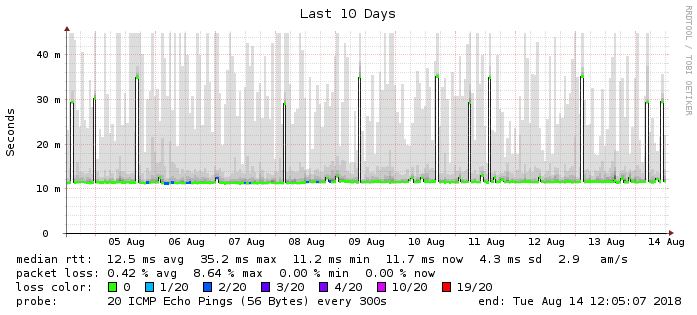 Last 10 Days
RRDTOOL / TOBI OETIKER
Seconds
40 m
30 m
20 m
10 m
0
05 Aug 06 Aug 07 Aug 08 Aug 09 Aug 10 Aug 11 Aug 12 Aug 13 Aug 14 Aug
median rtt: 12.5 ms avg 35.2 ms max 11.2 ms min 11.7 ms now 4.3 ms sd 2.9 am/s
packet loss: 0.42 % avg 8.64 % max 0.00 % min 0.00 % now
loss color: 0 1/20 2/20 3/20 4/20 10/20 19/20
probe: 20 ICMP Echo Pings (56 Bytes) every 300s end: Tue Aug 14 12:05:07 2018